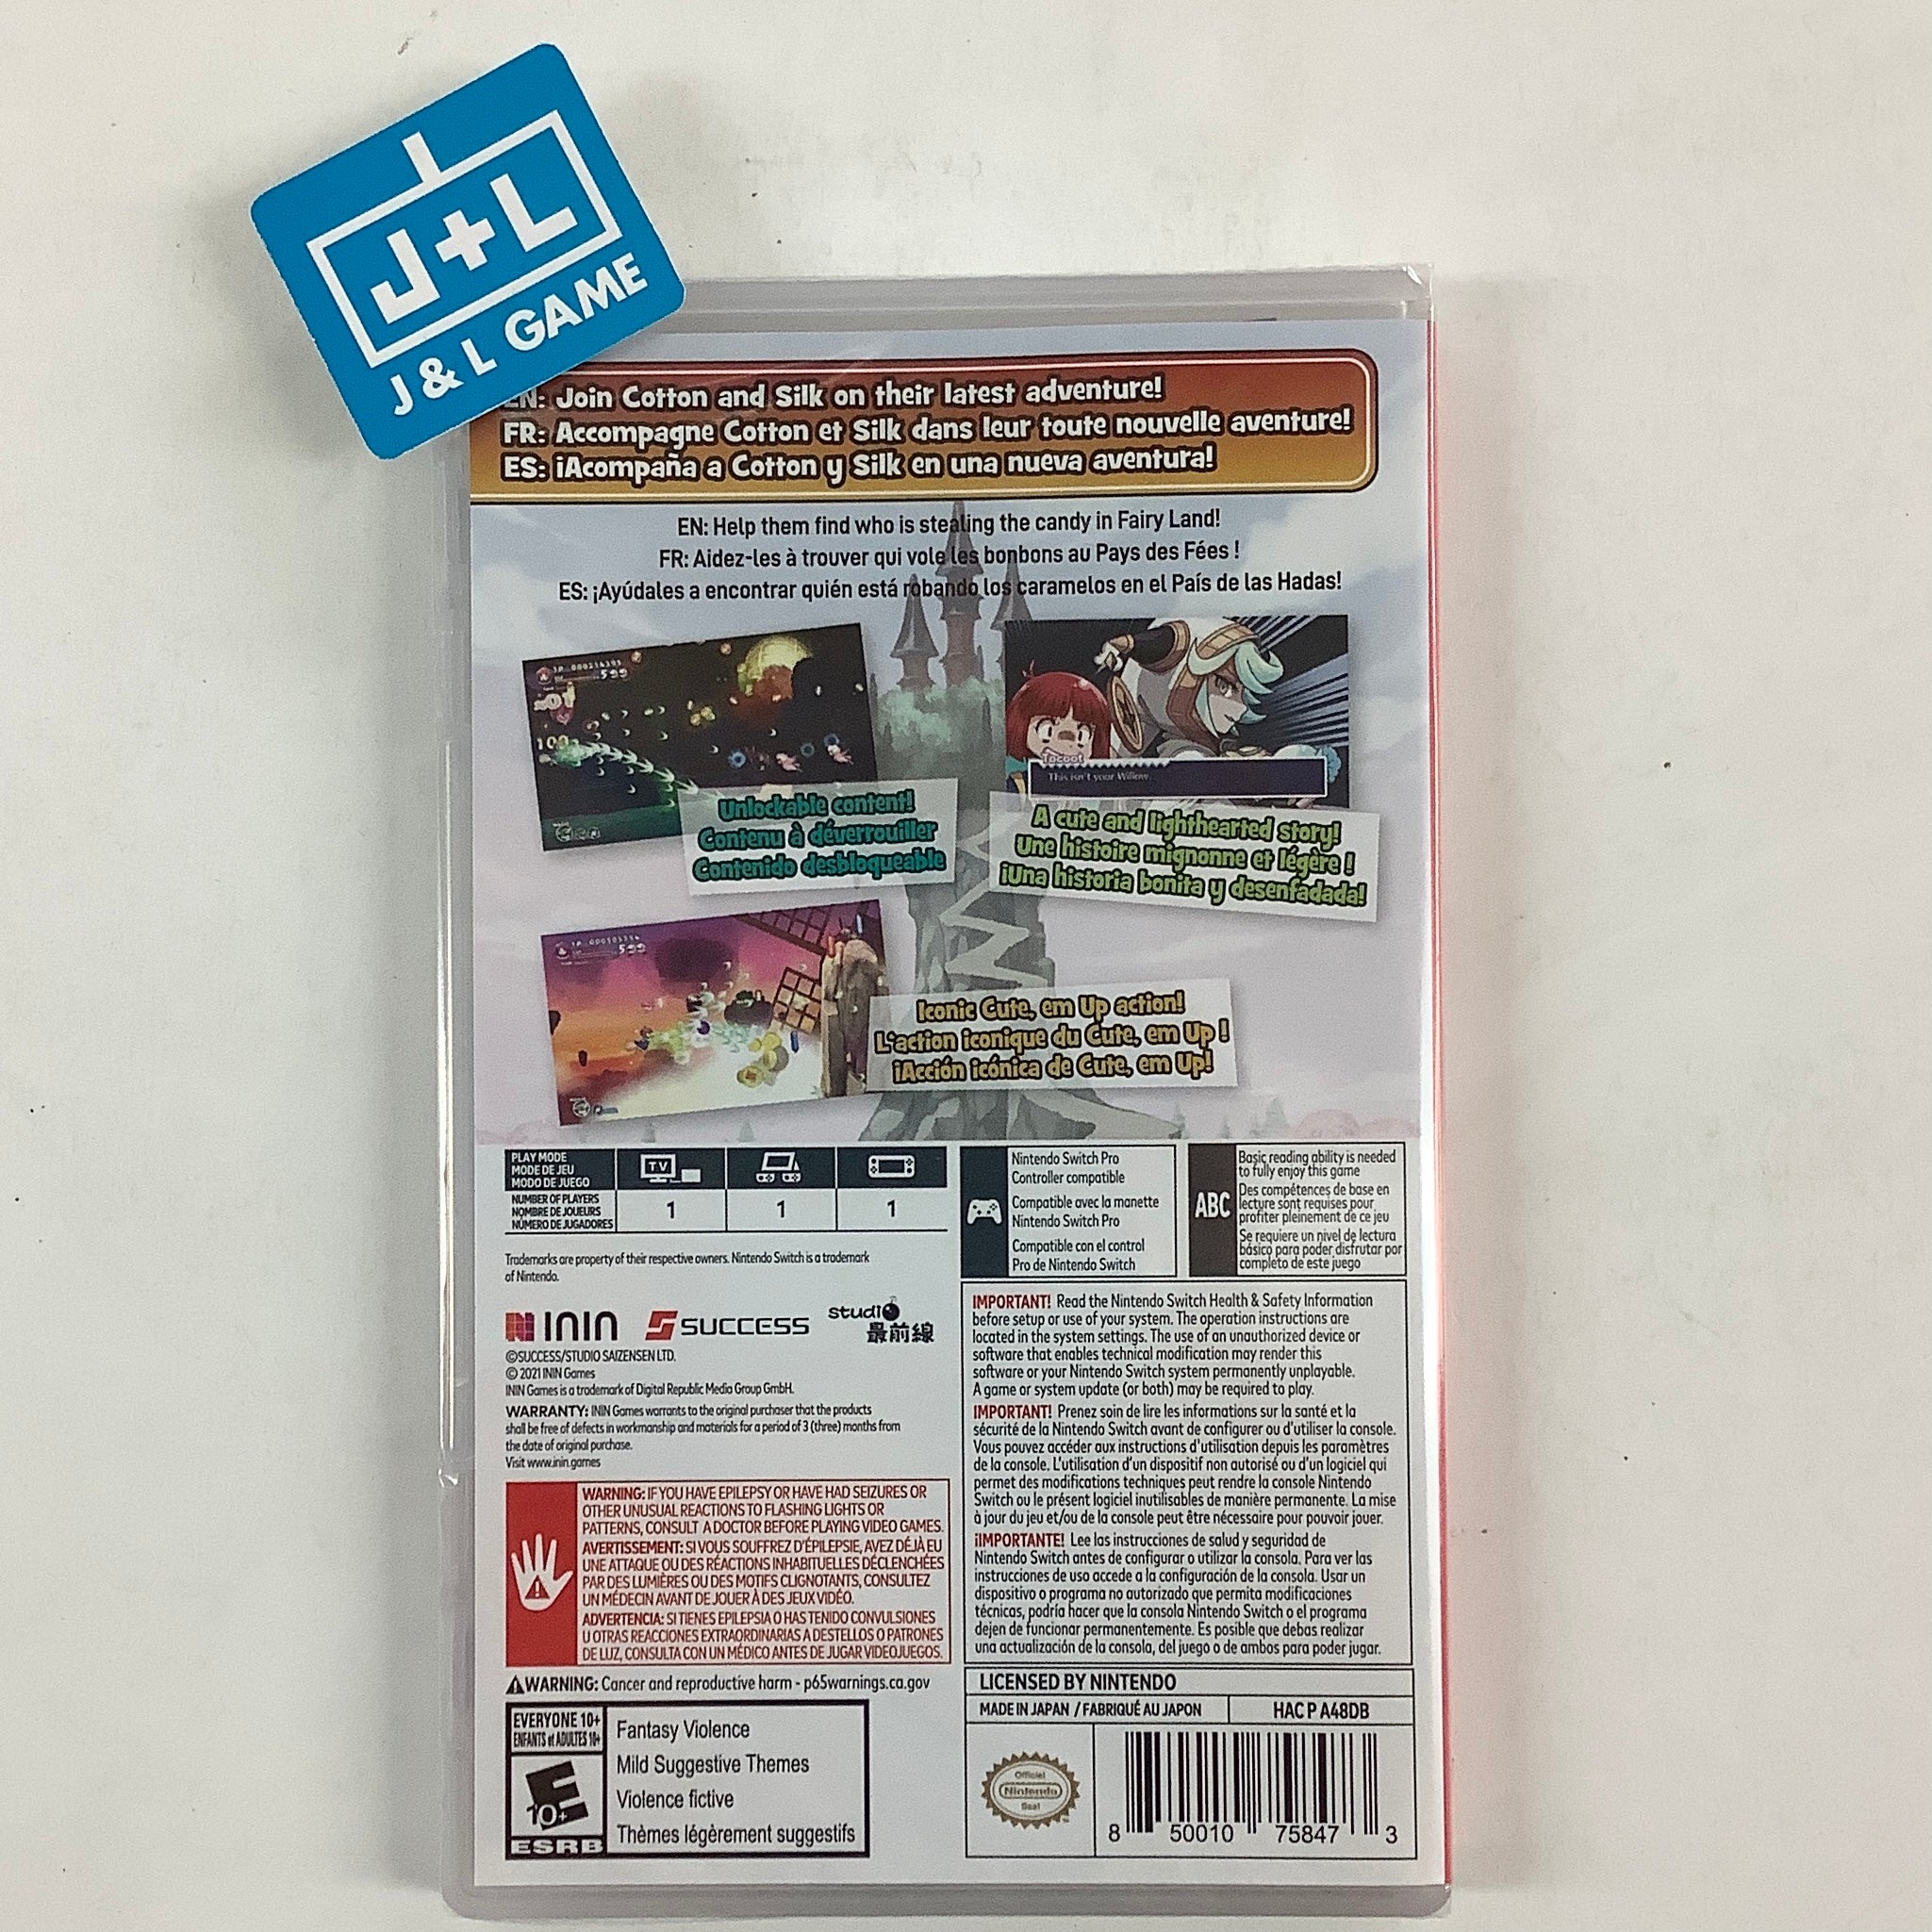 J+L
J & L GAME
EN: Join Cotton and Silk on their latest adventure!
FR: Accompagne Cotton et Silk dans leur toute nouvelle aventure!
ES: ¡Acompaña a Cotton y Silk en una nueva aventura!
EN: Help them find who is stealing the candy in Fairy Land!
FR: Aidez-les à trouver qui vole les bonbons au Pays des Fées !
ES: ¡Ayúdales a encontrar quién está robando los caramelos en el País de las Hadas!
Tacoot
This isn't your Willow.
Unlockable content!
Contenu à déverrouiller
Contenido desbloqueable
A cute and lighthearted story!
Une histoire mignonne et légère !
¡Una historia bonita y desenfadada!
Iconic Cute, em Up action!
L'action iconique du Cute, em Up !
¡Acción icónica de Cute, em Up!
PLAY MODE
MODE DE JEU
MODO DE JUEGO
TV
NUMBER OF PLAYERS
NOMBRE DE JOUEURS
NÚMERO DE JUGADORES
1 1 1
Nintendo Switch Pro
Controller compatible
Compatible avec la manette
Nintendo Switch Pro
Compatible con el control
Pro de Nintendo Switch
ABC
Basic reading ability is needed
to fully enjoy this game
Des compétences de base en
lecture sont requises pour
profiter pleinement de ce jeu
Se requiere un nivel de lectura
básico para poder disfrutar por
completo de este juego
Trademarks are property of their respective owners. Nintendo Switch is a trademark
of Nintendo.
ININ
SUCCESS
studio
最前線
©SUCCESS/STUDIO SAIZENSEN LTD.
© 2021 ININ Games
ININ Games is a trademark of Digital Republic Media Group GmbH.
WARRANTY: ININ Games warrants to the original purchaser that the products
shall be free of defects in workmanship and materials for a period of 3 (three) months from
the date of original purchase.
Visit www.inin.games
WARNING: IF YOU HAVE EPILEPSY OR HAVE HAD SEIZURES OR
OTHER UNUSUAL REACTIONS TO FLASHING LIGHTS OR
PATTERNS, CONSULT A DOCTOR BEFORE PLAYING VIDEO GAMES.
AVERTISSEMENT: SI VOUS SOUFFREZ D'ÉPILEPSIE, AVEZ DÉJÀ EU
UNE ATTAQUE OU DES RÉACTIONS INHABITUELLES DÉCLENCHÉES
PAR DES LUMIÈRES OU DES MOTIFS CLIGNOTANTS, CONSULTEZ
UN MÉDECIN AVANT DE JOUER À DES JEUX VIDÉO.
ADVERTENCIA: SI TIENES EPILEPSIA O HAS TENIDO CONVULSIONES
U OTRAS REACCIONES EXTRAORDINARIAS A DESTELLOS O PATRONES
DE LUZ, CONSULTA CON UN MÉDICO ANTES DE JUGAR VIDEOJUEGOS.
WARNING: Cancer and reproductive harm - p65warnings.ca.gov
IMPORTANT! Read the Nintendo Switch Health & Safety Information
before setup or use of your system. The operation instructions are
located in the system settings. The use of an unauthorized device or
software that enables technical modification may render this
software or your Nintendo Switch system permanently unplayable.
A game or system update (or both) may be required to play.
IMPORTANT! Prenez soin de lire les informations sur la santé et la
sécurité de la Nintendo Switch avant de configurer ou d'utiliser la console.
Vous pouvez accéder aux instructions d'utilisation depuis les paramètres
de la console. L'utilisation d'un dispositif non autorisé ou d'un logiciel qui
permet des modifications techniques peut rendre la console Nintendo
Switch ou le présent logiciel inutilisables de manière permanente. La mise
à jour du jeu et/ou de la console peut être nécessaire pour pouvoir jouer.
¡IMPORTANTE! Lee las instrucciones de salud y seguridad de
Nintendo Switch antes de configurar o utilizar la consola. Para ver las
instrucciones de uso accede a la configuración de la consola. Usar un
dispositivo o programa no autorizado que permita modificaciones
técnicas, podría hacer que la consola Nintendo Switch o el programa
dejen de funcionar permanentemente. Es posible que debas realizar
una actualización de la consola, del juego o de ambos para poder jugar.
LICENSED BY NINTENDO
MADE IN JAPAN / FABRIQUÉ AU JAPON
HAC P A48DB
EVERYONE 10+
ENFANTS et ADULTES 10+
E
10+
ESRB
Fantasy Violence
Mild Suggestive Themes
Violence fictive
Thèmes légèrement suggestifs
Officiel
Nintendo
Seal
8 50010 75847 3